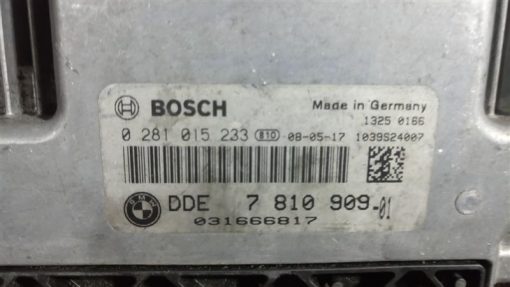 BOSCH
Made in Germany
1325 0166
0 281 015 233 810 08-05-17 1039S24007
BMW
DDE 7 810 909-01
031666817